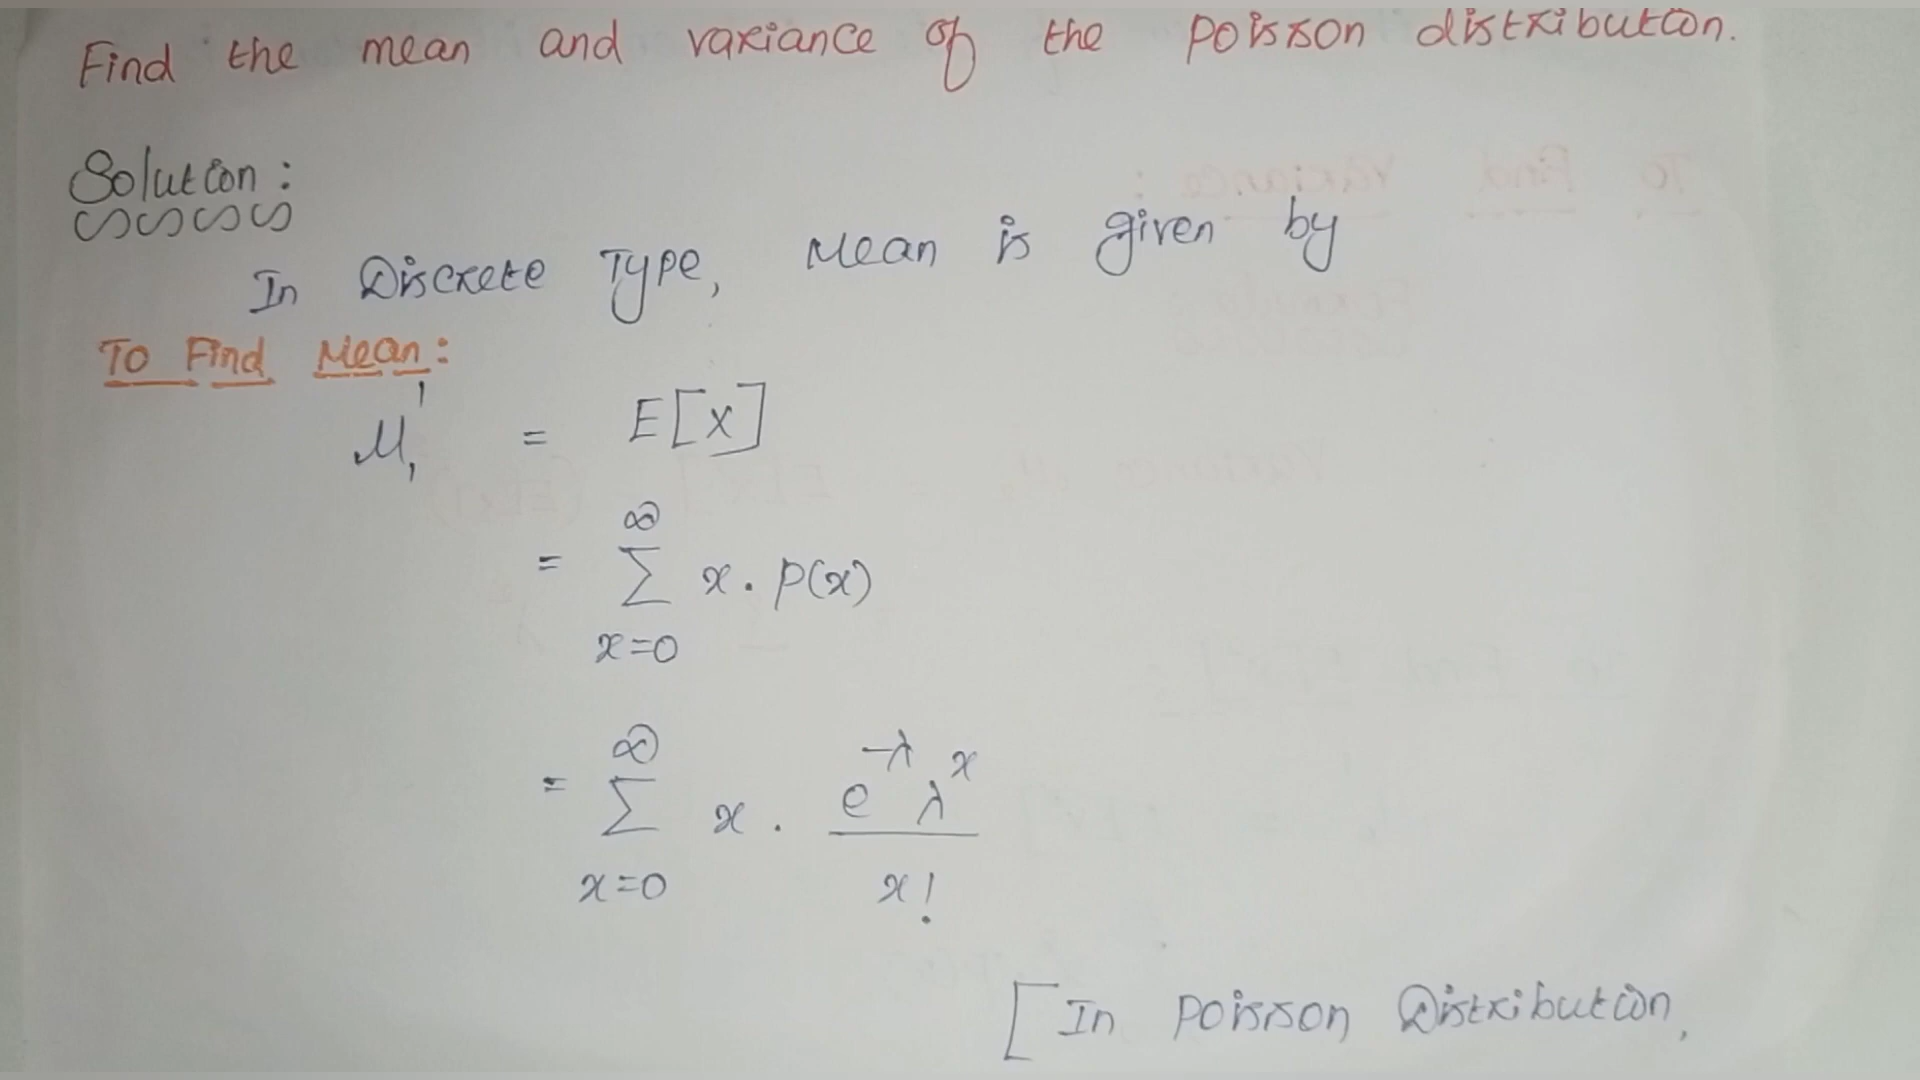 Find the mean and variance of the Poisson distribution.
Solution:
In Discrete Type, Mean is given by
To Find Mean:
μ₁' = E[X]
= ∞ Σ x=0 x . P(x)
= ∞ Σ x=0 x . e^-λ λ^x / x!
[In Poisson Distribution,